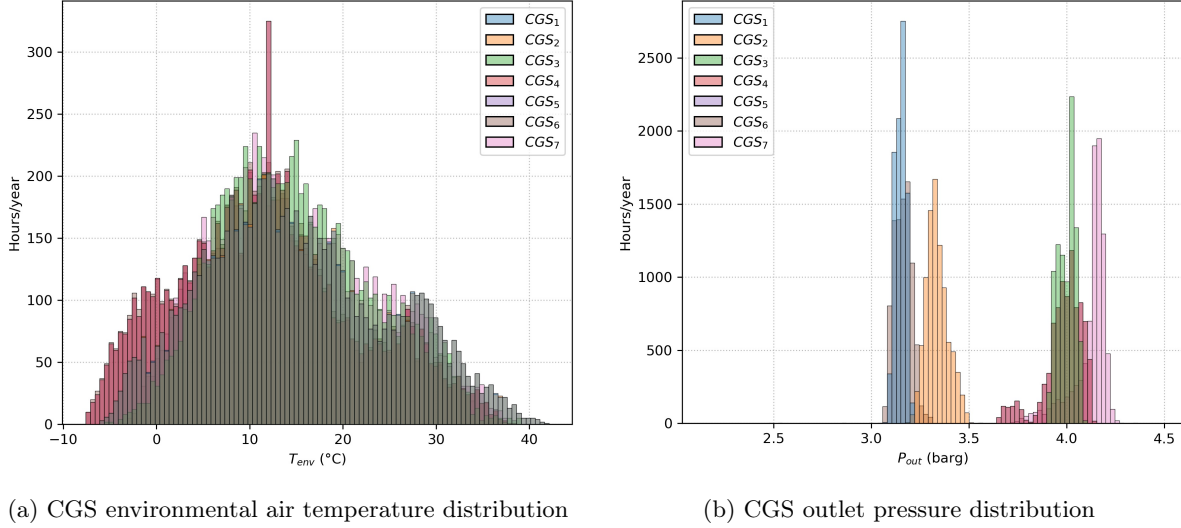 300
250
200
150
100
50
0
Hours/year
−10
0
10
20
30
40
T_env (°C)
CGS_1
CGS_2
CGS_3
CGS_4
CGS_5
CGS_6
CGS_7
(a) CGS environmental air temperature distribution
2500
2000
1500
1000
500
0
Hours/year
2.5
3.0
3.5
4.0
4.5
P_out (barg)
CGS_1
CGS_2
CGS_3
CGS_4
CGS_5
CGS_6
CGS_7
(b) CGS outlet pressure distribution